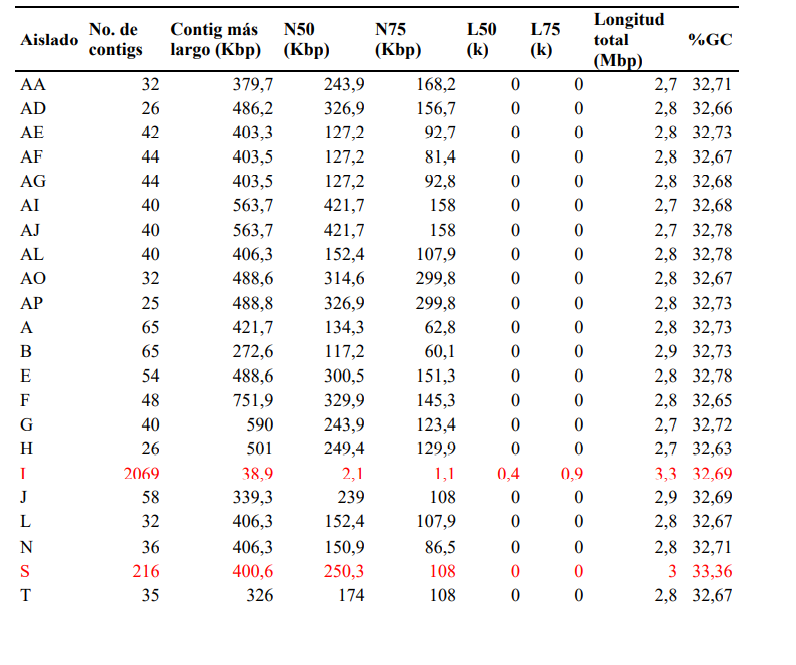 Aislado No. de contigs Contig más largo (Kbp) N50 (Kbp) N75 (Kbp) L50 (k) L75 (k) Longitud total (Mbp) %GC
AA 32 379,7 243,9 168,2 0 0 2,7 32,71
AD 26 486,2 326,9 156,7 0 0 2,8 32,66
AE 42 403,3 127,2 92,7 0 0 2,8 32,73
AF 44 403,5 127,2 81,4 0 0 2,8 32,67
AG 44 403,5 127,2 92,8 0 0 2,8 32,68
AI 40 563,7 421,7 158 0 0 2,7 32,68
AJ 40 563,7 421,7 158 0 0 2,7 32,78
AL 40 406,3 152,4 107,9 0 0 2,8 32,78
AO 32 488,6 314,6 299,8 0 0 2,8 32,67
AP 25 488,8 326,9 299,8 0 0 2,8 32,73
A 65 421,7 134,3 62,8 0 0 2,8 32,73
B 65 272,6 117,2 60,1 0 0 2,9 32,73
E 54 488,6 300,5 151,3 0 0 2,8 32,78
F 48 751,9 329,9 145,3 0 0 2,8 32,65
G 40 590 243,9 123,4 0 0 2,7 32,72
H 26 501 249,4 129,9 0 0 2,7 32,63
I 2069 38,9 2,1 1,1 0,4 0,9 3,3 32,69
J 58 339,3 239 108 0 0 2,9 32,69
L 32 406,3 152,4 107,9 0 0 2,8 32,67
N 36 406,3 150,9 86,5 0 0 2,8 32,71
S 216 400,6 250,3 108 0 0 3 33,36
T 35 326 174 108 0 0 2,8 32,67